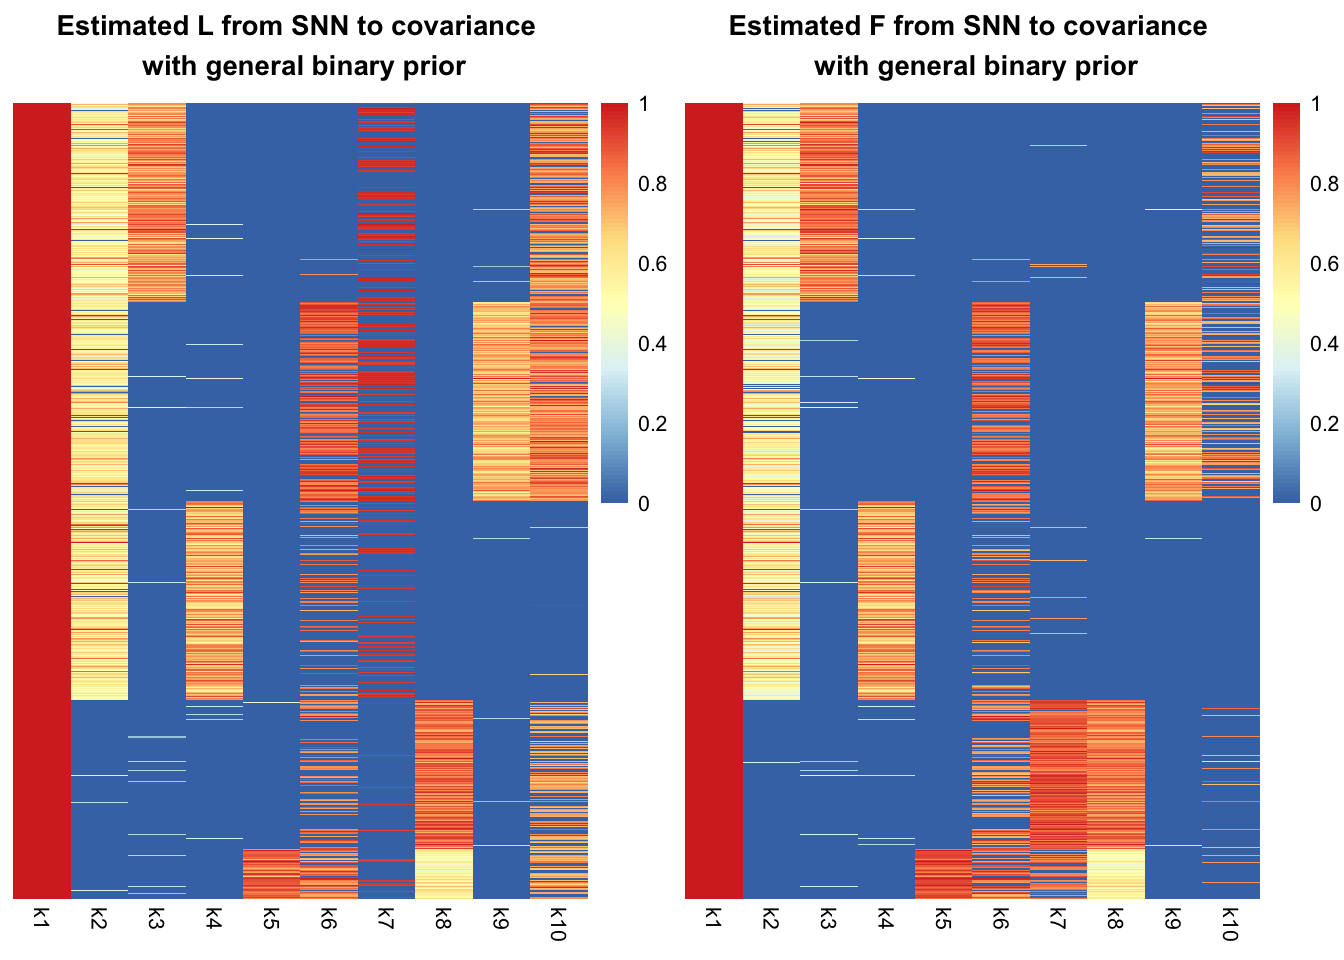 Estimated L from SNN to covariance
with general binary prior
1
0.8
0.6
0.4
0.2
0
k1
k2
k3
k4
k5
k6
k7
k8
k9
k10
Estimated F from SNN to covariance
with general binary prior
1
0.8
0.6
0.4
0.2
0
k1
k2
k3
k4
k5
k6
k7
k8
k9
k10